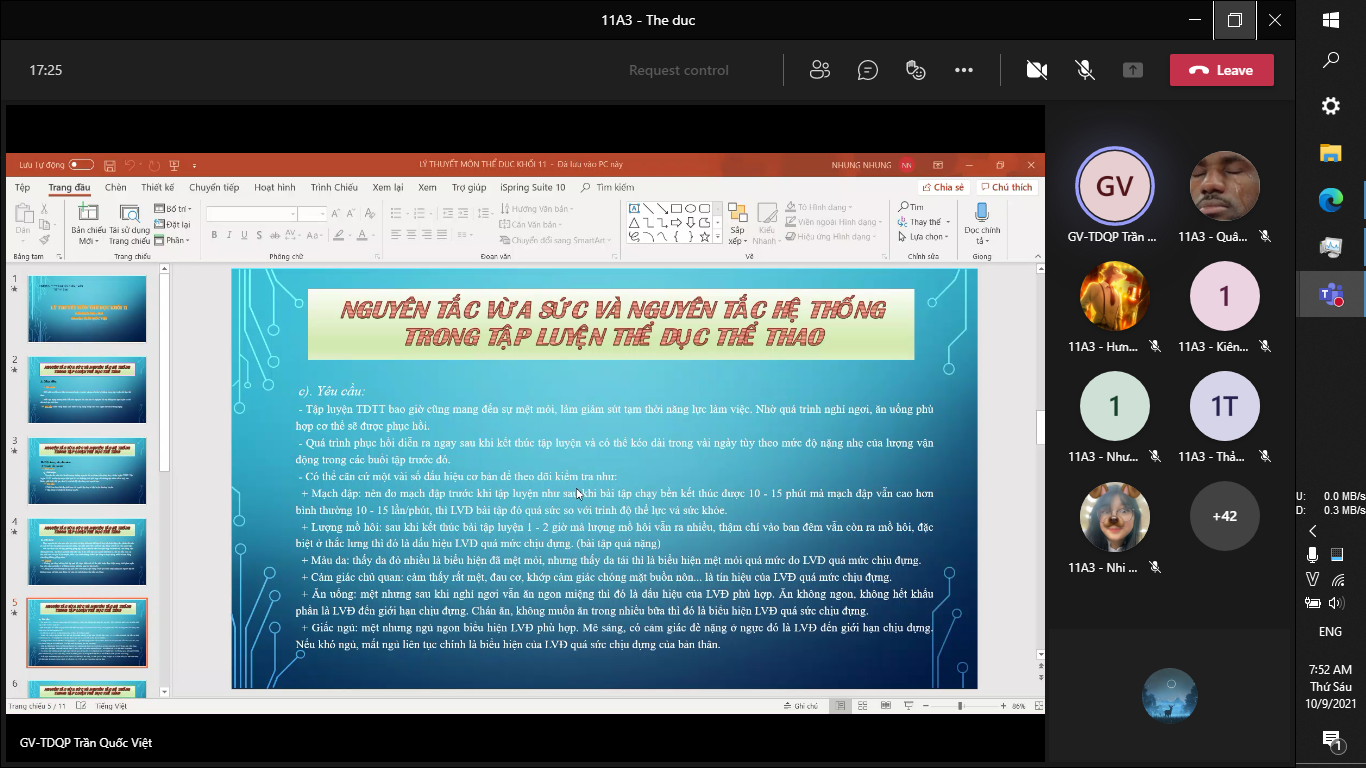 11A3 - The duc
17:25
Request control
Leave
Lưu Tự động
LÝ THUYẾT MÔN THỂ DỤC KHỐI 11 - Đã lưu vào PC này
NHUNG NHUNG
NN
Tệp
Trang đầu
Chèn
Thiết kế
Chuyển tiếp
Hoạt hình
Trình Chiếu
Xem lại
Xem
Trợ giúp
iSpring Suite 10
Tìm kiếm
Chia sẻ
Chú thích
Dán
Bản chiếu Mới
Tái sử dụng Trang chiếu
Bố trí
Đặt lại
Phần
Hướng Văn bản
Căn Văn bản
Chuyển đổi sang SmartArt
Sắp xếp
Kiểu Nhanh
Tô Hình dạng
Viền ngoài Hình dạng
Hiệu ứng Hình dạng
Tìm
Thay thế
Lựa chọn
Đọc chính tả
Bảng tạm
Trang chiếu
Phông chữ
Đoạn văn
Vẽ
Chỉnh sửa
Giọng
1
2
3
4
5
6
NGUYÊN TẮC VỪA SỨC VÀ NGUYÊN TẮC HỆ THỐNG
TRONG TẬP LUYỆN THỂ DỤC THỂ THAO
c). Yêu cầu:
- Tập luyện TDTT bao giờ cũng mang đến sự mệt mỏi, làm giảm sút tạm thời năng lực làm việc. Nhờ quá trình nghỉ ngơi, ăn uống phù
hợp cơ thể sẽ được phục hồi.
- Quá trình phục hồi diễn ra ngay sau khi kết thúc tập luyện và có thể kéo dài trong vài ngày tùy theo mức độ nặng nhẹ của lượng vận
động trong các buổi tập trước đó.
- Có thể căn cứ một vài số dấu hiệu cơ bản để theo dõi kiểm tra như:
+ Mạch đập: nên đo mạch đập trước khi tập luyện như sau khi bài tập chạy bền kết thúc được 10 - 15 phút mà mạch đập vẫn cao hơn
bình thường 10 - 15 lần/phút, thì LVĐ bài tập đó quá sức so với trình độ thể lực và sức khỏe.
+ Lượng mồ hôi: sau khi kết thúc bài tập luyện 1 - 2 giờ mà lượng mồ hôi vẫn ra nhiều, thậm chí vào ban đêm vẫn còn ra mồ hôi, đặc
biệt ở thắc lưng thì đó là dấu hiệu LVĐ quá mức chịu đựng. (bài tập quá nặng)
+ Màu da: thấy da đỏ nhiều là biểu hiện đã mệt mỏi, nhưng thấy da tái thì là biểu hiện mệt mỏi quá mức do LVĐ quá mức chịu đựng.
+ Cảm giác chủ quan: cảm thấy rất mệt, đau cơ, khớp cảm giác chóng mặt buồn nôn... là tín hiệu của LVĐ quá mức chịu đựng.
+ Ăn uống: mệt nhưng sau khi nghỉ ngơi vẫn ăn ngon miệng thì đó là dấu hiệu của LVĐ phù hợp. Ăn không ngon, không hết khẩu
phần là LVĐ đến giới hạn chịu đựng. Chán ăn, không muốn ăn trong nhiều bữa thì đó là biểu hiện LVĐ quá sức chịu đựng.
+ Giấc ngủ: mệt nhưng ngủ ngon biểu hiện LVĐ phù hợp. Mê sảng, có cảm giác đè nặng ở ngực đó là LVĐ đến giới hạn chịu đựng.
Nếu khó ngủ, mất ngủ liên tục chính là biểu hiện của LVĐ quá sức chịu đựng của bản thân.
Trang chiếu 5 / 11
Tiếng Việt
Ghi chú
86%
GV-TDQP Trần Quốc Việt
GV
GV-TDQP Trần ...
11A3 - Quâ...
11A3 - Hưn...
1
11A3 - Kiên...
1
11A3 - Như...
1T
11A3 - Thả...
11A3 - Nhi ...
+42
U: 0.0 MB/s
D: 0.3 MB/s
ENG
7:52 AM
Thứ Sáu
10/9/2021
1